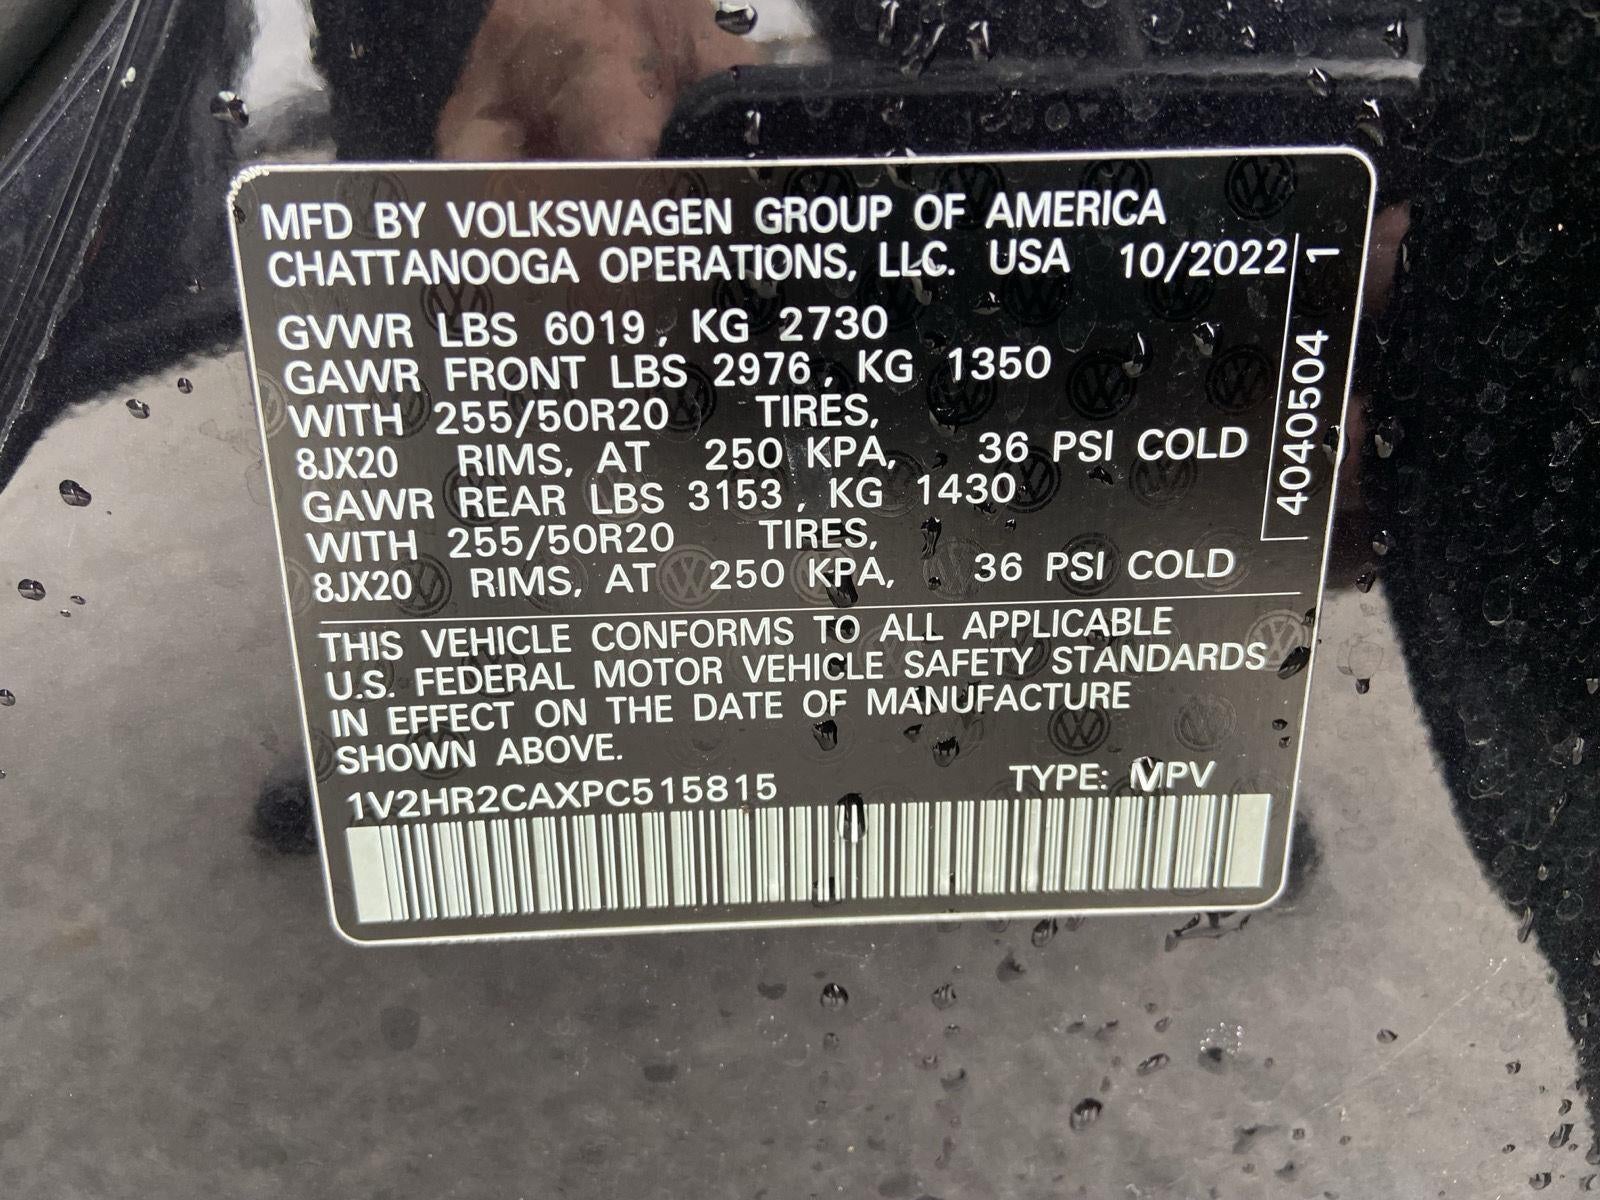 MFD BY VOLKSWAGEN GROUP OF AMERICA
CHATTANOOGA OPERATIONS, LLC. USA 10/2022
GVWR LBS 6019, KG 2730
GAWR FRONT LBS 2976, KG 1350
WITH 255/50R20 TIRES,
8JX20 RIMS, AT 250 KPA, 36 PSI COLD
GAWR REAR LBS 3153, KG 1430
WITH 255/50R20 TIRES,
8JX20 RIMS, AT 250 KPA, 36 PSI COLD
THIS VEHICLE CONFORMS TO ALL APPLICABLE
U.S. FEDERAL MOTOR VEHICLE SAFETY STANDARDS
IN EFFECT ON THE DATE OF MANUFACTURE
SHOWN ABOVE.
1V2HR2CAXPC515815 TYPE: MPV
4040504 1